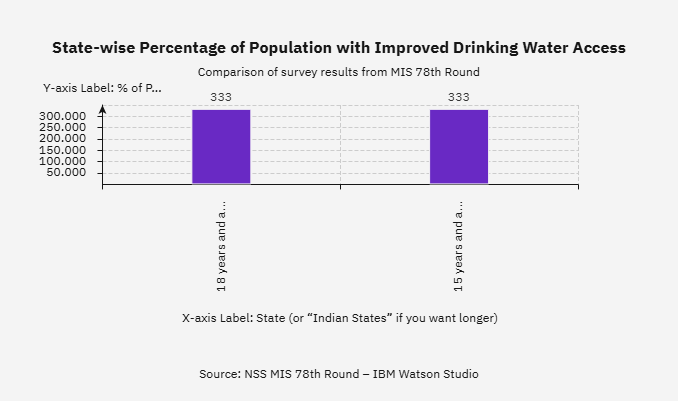 State-wise Percentage of Population with Improved Drinking Water Access
Comparison of survey results from MIS 78th Round
Y-axis Label: % of P...
333
333
300.000
250.000
200.000
150.000
100.000
50.000
18 years and a...
15 years and a...
X-axis Label: State (or “Indian States” if you want longer)
Source: NSS MIS 78th Round – IBM Watson Studio